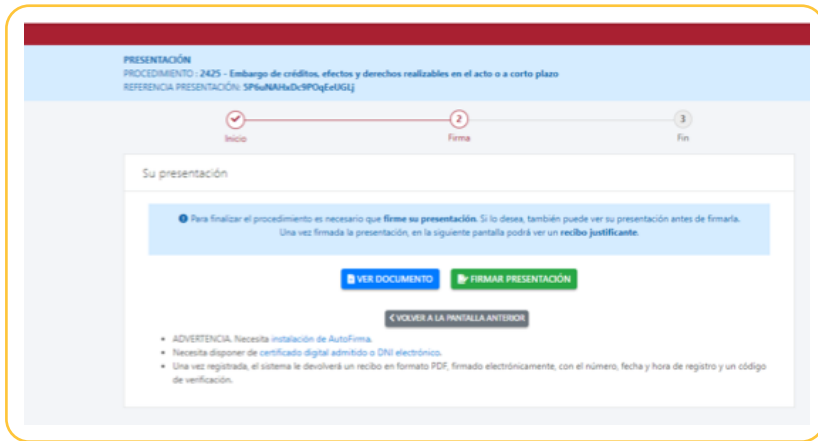 PRESENTACIÓN
PROCEDIMIENTO : 2425 - Embargo de créditos, efectos y derechos realizables en el acto o a corto plazo
REFERENCIA PRESENTACIÓN: SP6uNAHxDc9POqEeUGLj
2
3
Inicio
Firma
Fin
Su presentación
Para finalizar el procedimiento es necesario que firme su presentación. Si lo desea, también puede ver su presentación antes de firmarla.
Una vez firmada la presentación, en la siguiente pantalla podrá ver un recibo justificante.
VER DOCUMENTO
FIRMAR PRESENTACIÓN
VOLVER A LA PANTALLA ANTERIOR
ADVERTENCIA. Necesita instalación de AutoFirma.
Necesita disponer de certificado digital admitido o DNI electrónico.
Una vez registrada, el sistema le devolverá un recibo en formato PDF, firmado electrónicamente, con el número, fecha y hora de registro y un código
de verificación.